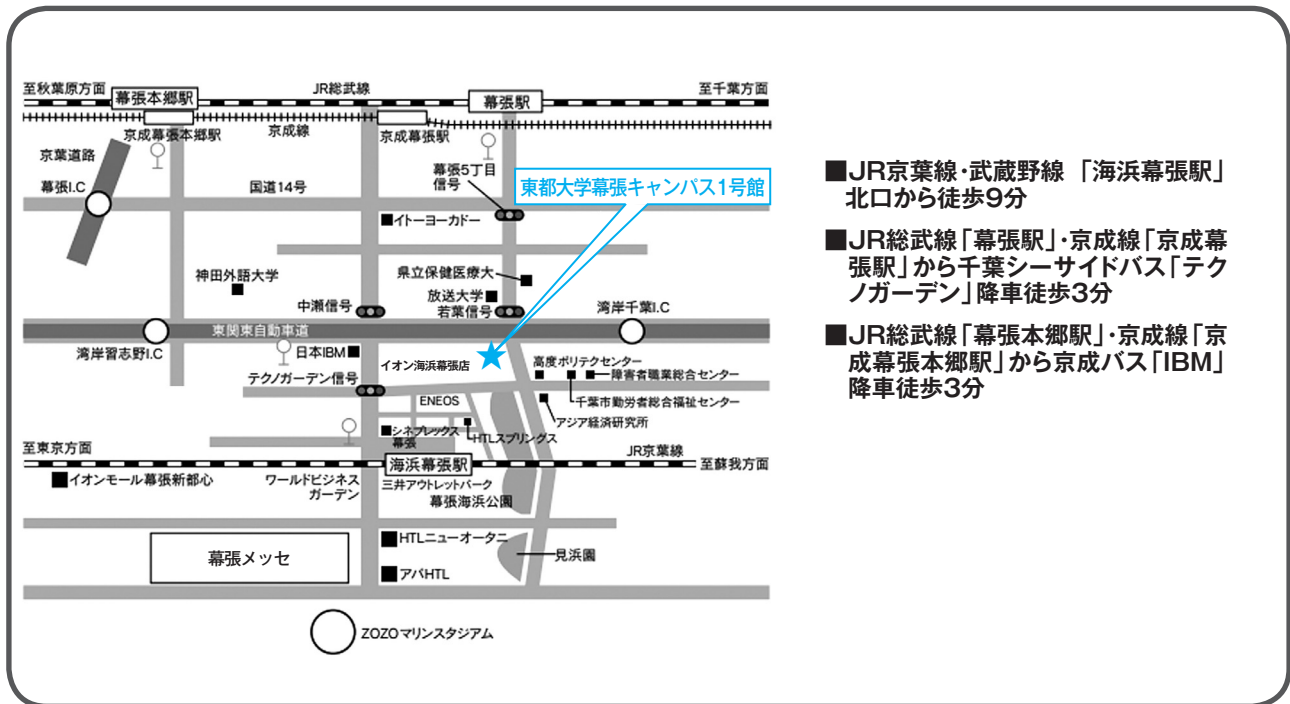 至秋葉原方面
JR総武線
至千葉方面
幕張本郷駅
幕張駅
京成幕張本郷駅
京成線
京成幕張駅
京葉道路
幕張5丁目
信号
幕張I.C
国道14号
東都大学幕張キャンパス1号館
■イトーヨーカドー
神田外語大学
県立保健医療大
放送大学■
中瀬信号
若葉信号
湾岸千葉I.C
東関東自動車道
湾岸習志野I.C
日本IBM■
イオン海浜幕張店
高度ポリテクセンター
障害者職業総合センター
テクノガーデン信号
ENEOS
千葉市勤労者総合福祉センター
アジア経済研究所
■シネプレックス
幕張
HTLスプリングス
至東京方面
JR京葉線
海浜幕張駅
至蘇我方面
■イオンモール幕張新都心
ワールドビジネス
ガーデン
三井アウトレットパーク
幕張海浜公園
■HTLニューオータニ
幕張メッセ
見浜園
■アパHTL
ZOZOマリンスタジアム
■JR京葉線・武蔵野線 「海浜幕張駅」
北口から徒歩9分
■JR総武線「幕張駅」・京成線「京成幕
張駅」から千葉シーサイドバス「テク
ノガーデン」降車徒歩3分
■JR総武線「幕張本郷駅」・京成線「京
成幕張本郷駅」から京成バス「IBM」
降車徒歩3分